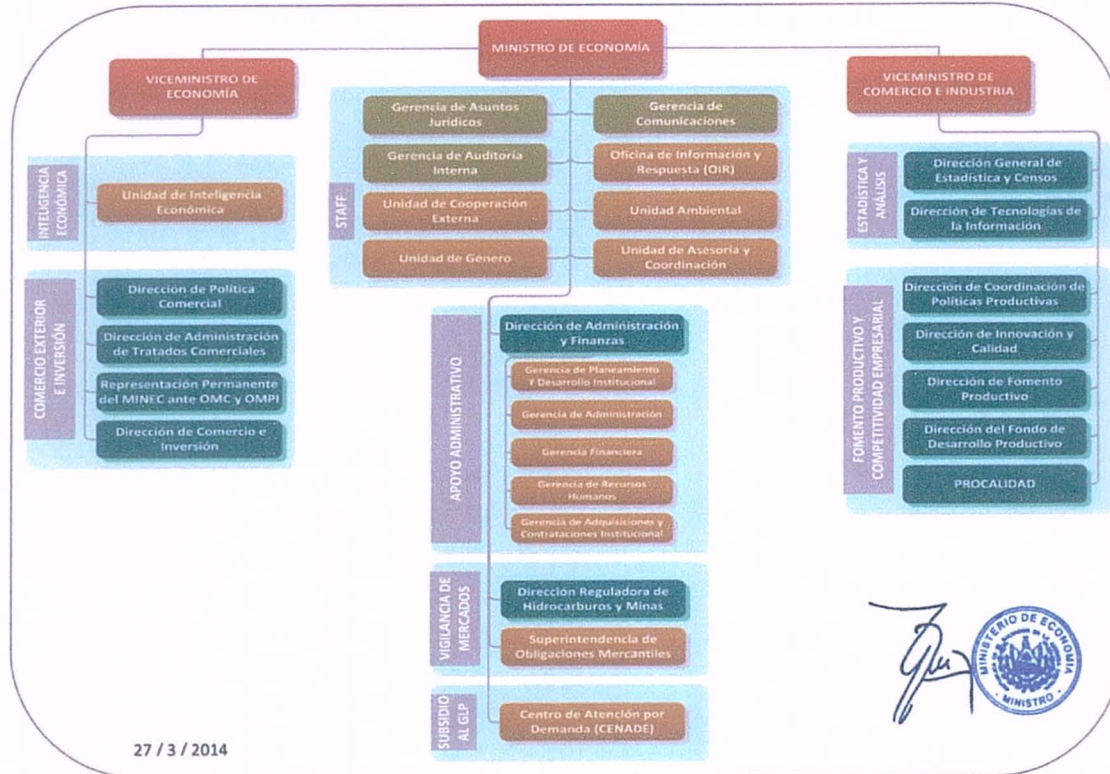 MINISTRO DE ECONOMÍA
VICEMINISTRO DE
ECONOMÍA
VICEMINISTRO DE
COMERCIO E INDUSTRIA
INTELIGENCIA
ECONÓMICA
Unidad de Inteligencia
Económica
COMERCIO EXTERIOR
E INVERSIÓN
Dirección de Política
Comercial
Dirección de Administración
de Tratados Comerciales
Representación Permanente
del MINEC ante OMC y OMPI
Dirección de Comercio e
Inversión
STAFF
Gerencia de Asuntos
Jurídicos
Gerencia de
Comunicaciones
Gerencia de Auditoría
Interna
Oficina de Información y
Respuesta (OIR)
Unidad de Cooperación
Externa
Unidad Ambiental
Unidad de Género
Unidad de Asesoría y
Coordinación
APOYO ADMINISTRATIVO
Dirección de Administración
y Finanzas
Gerencia de Planeamiento
Y Desarrollo Institucional
Gerencia de Administración
Gerencia Financiera
Gerencia de Recursos
Humanos
Gerencia de Adquisiciones y
Contrataciones Institucional
VIGILANCIA DE
MERCADOS
Dirección Reguladora de
Hidrocarburos y Minas
Superintendencia de
Obligaciones Mercantiles
SUBSIDIO
AL GLP
Centro de Atención por
Demanda (CENADE)
ESTADÍSTICA Y
ANÁLISIS
Dirección General de
Estadística y Censos
Dirección de Tecnologías de
la Información
FOMENTO PRODUCTIVO Y
COMPETITIVIDAD EMPRESARIAL
Dirección de Coordinación de
Políticas Productivas
Dirección de Innovación y
Calidad
Dirección de Fomento
Productivo
Dirección del Fondo de
Desarrollo Productivo
PROCALIDAD
MINISTERIO DE ECONOMIA
- MINISTRO -
27 / 3 / 2014